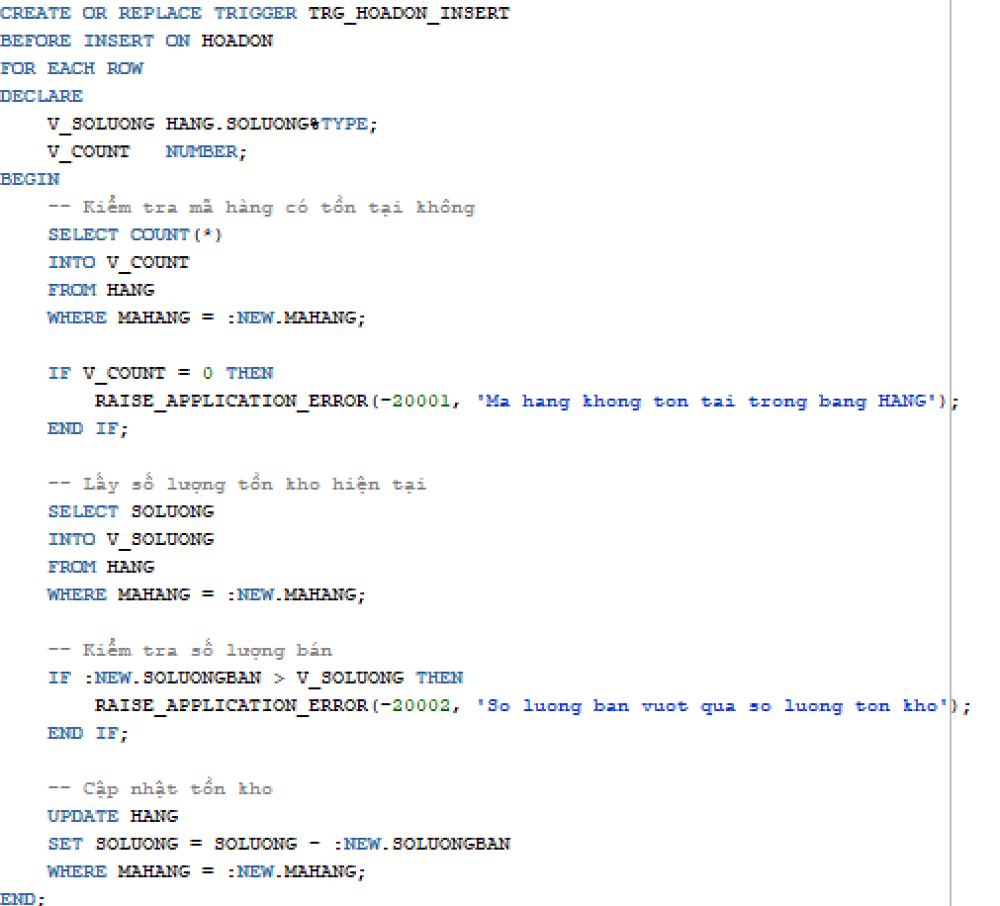 CREATE OR REPLACE TRIGGER TRG_HOADON_INSERT
BEFORE INSERT ON HOADON
FOR EACH ROW
DECLARE
    V_SOLUONG HANG.SOLUONG%TYPE;
    V_COUNT   NUMBER;
BEGIN
    -- Kiểm tra mã hàng có tồn tại không
    SELECT COUNT(*)
    INTO V_COUNT
    FROM HANG
    WHERE MAHANG = :NEW.MAHANG;

    IF V_COUNT = 0 THEN
        RAISE_APPLICATION_ERROR(-20001, 'Ma hang khong ton tai trong bang HANG');
    END IF;

    -- Lấy số lượng tồn kho hiện tại
    SELECT SOLUONG
    INTO V_SOLUONG
    FROM HANG
    WHERE MAHANG = :NEW.MAHANG;

    -- Kiểm tra số lượng bán
    IF :NEW.SOLUONGBAN > V_SOLUONG THEN
        RAISE_APPLICATION_ERROR(-20002, 'So luong ban vuot qua so luong ton kho');
    END IF;

    -- Cập nhật tồn kho
    UPDATE HANG
    SET SOLUONG = SOLUONG - :NEW.SOLUONGBAN
    WHERE MAHANG = :NEW.MAHANG;
END;